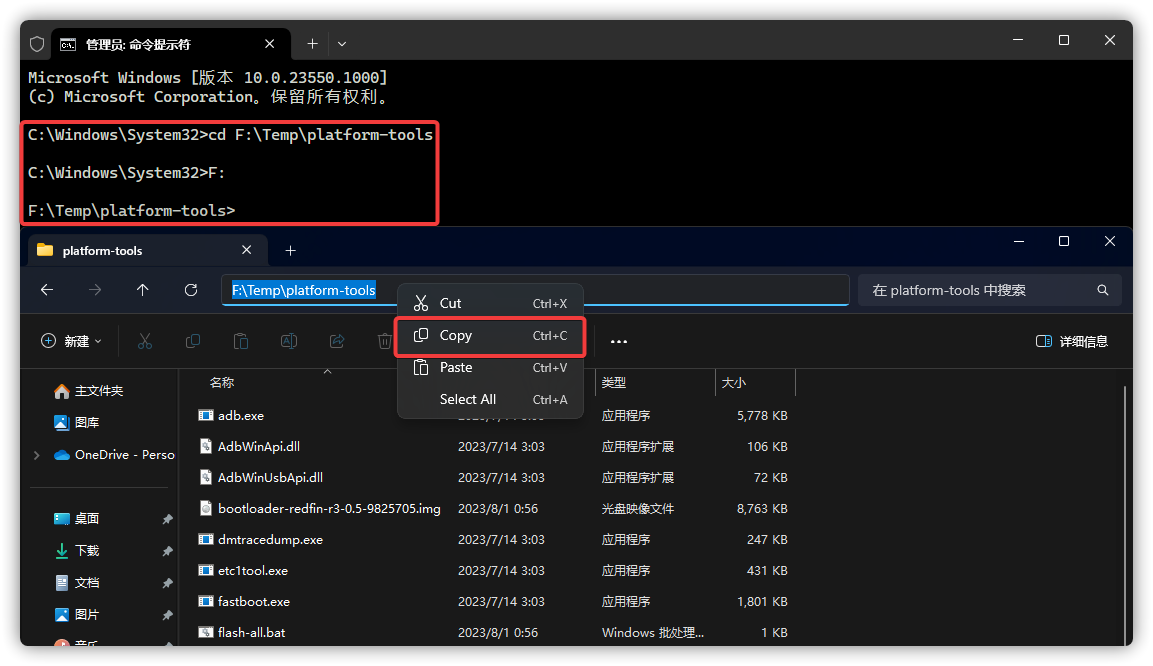 管理员: 命令提示符
Microsoft Windows [版本 10.0.23550.1000]
(c) Microsoft Corporation。保留所有权利。
C:\Windows\System32>cd F:\Temp\platform-tools
C:\Windows\System32>F:
F:\Temp\platform-tools>
platform-tools
F:\Temp\platform-tools
在 platform-tools 中搜索
Cut Ctrl+X
Copy Ctrl+C
Paste Ctrl+V
Select All Ctrl+A
新建
详细信息
主文件夹
图库
OneDrive - Perso
桌面
下载
文档
图片
音乐
名称 类型 大小
adb.exe 应用程序 5,778 KB
AdbWinApi.dll 2023/7/14 3:03 应用程序扩展 106 KB
AdbWinUsbApi.dll 2023/7/14 3:03 应用程序扩展 72 KB
bootloader-redfin-r3-0.5-9825705.img 2023/8/1 0:56 光盘映像文件 8,763 KB
dmtracedump.exe 2023/7/14 3:03 应用程序 247 KB
etc1tool.exe 2023/7/14 3:03 应用程序 431 KB
fastboot.exe 2023/7/14 3:03 应用程序 1,801 KB
flash-all.bat 2023/8/1 0:56 Windows 批处理... 1 KB